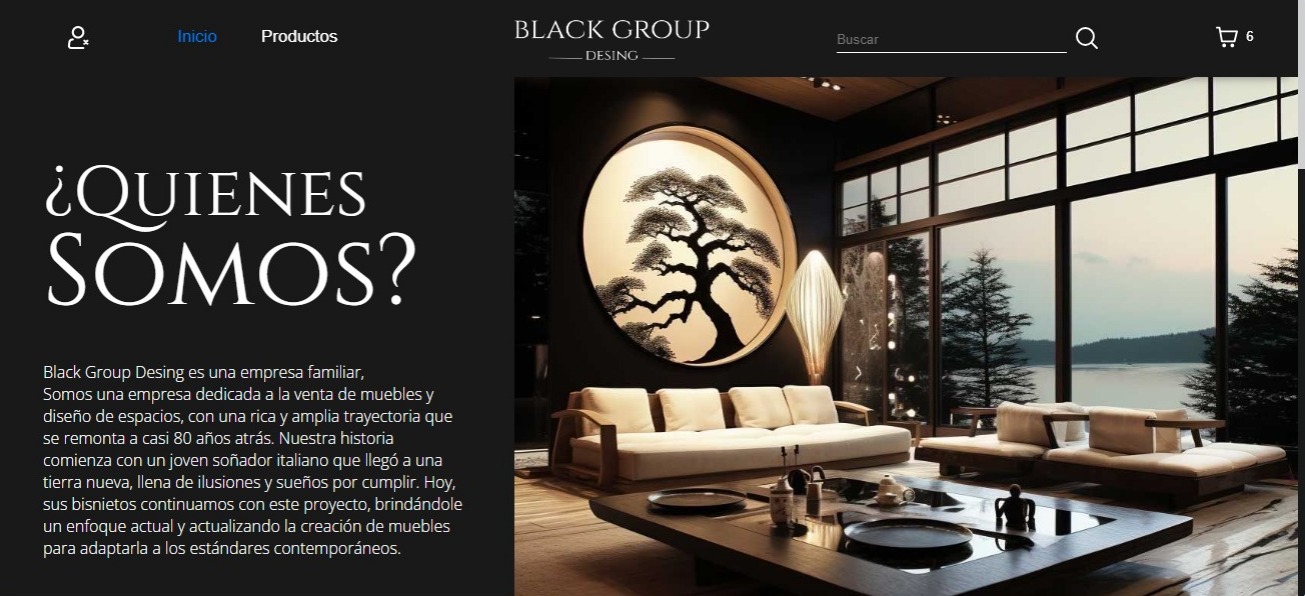 Inicio
Productos
BLACK GROUP
DESING
Buscar
6
¿QUIENES
SOMOS?
Black Group Desing es una empresa familiar,
Somos una empresa dedicada a la venta de muebles y
diseño de espacios, con una rica y amplia trayectoria que
se remonta a casi 80 años atrás. Nuestra historia
comienza con un joven soñador italiano que llegó a una
tierra nueva, llena de ilusiones y sueños por cumplir. Hoy,
sus bisnietos continuamos con este proyecto, brindándole
un enfoque actual y actualizando la creación de muebles
para adaptarla a los estándares contemporáneos.